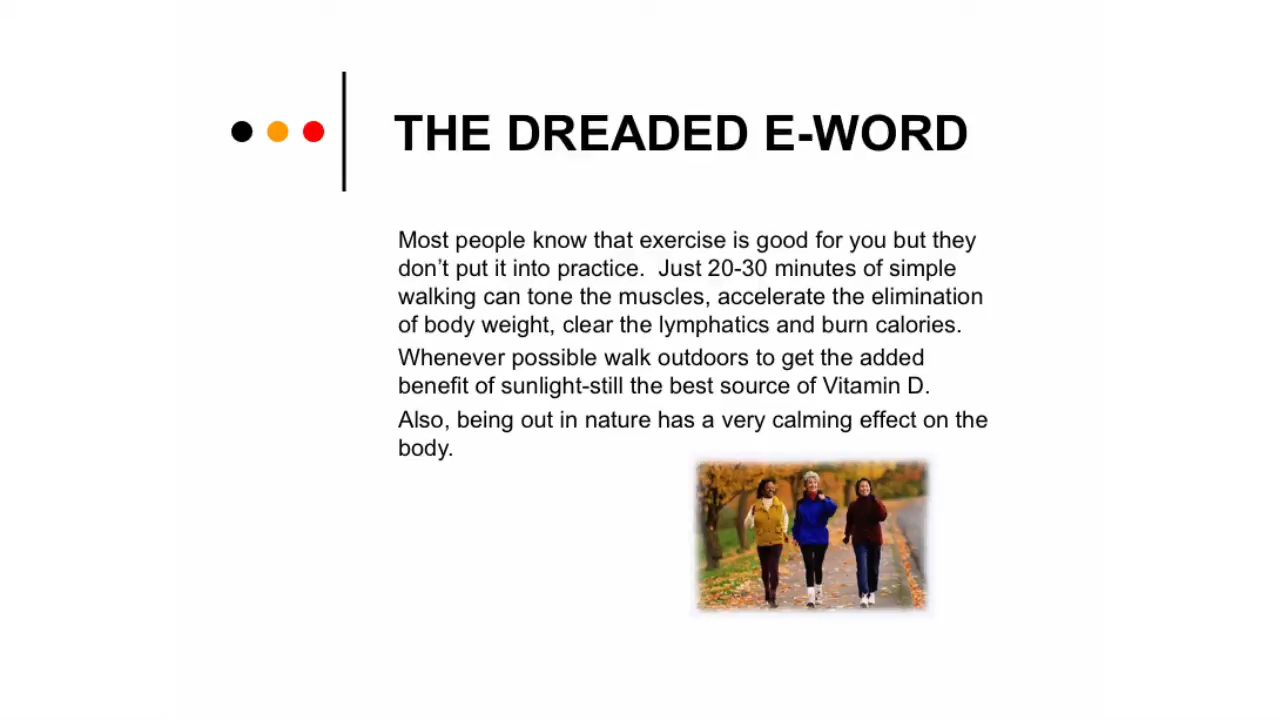 THE DREADED E-WORD
Most people know that exercise is good for you but they
don’t put it into practice.  Just 20-30 minutes of simple
walking can tone the muscles, accelerate the elimination
of body weight, clear the lymphatics and burn calories.
Whenever possible walk outdoors to get the added
benefit of sunlight-still the best source of Vitamin D.
Also, being out in nature has a very calming effect on the
body.